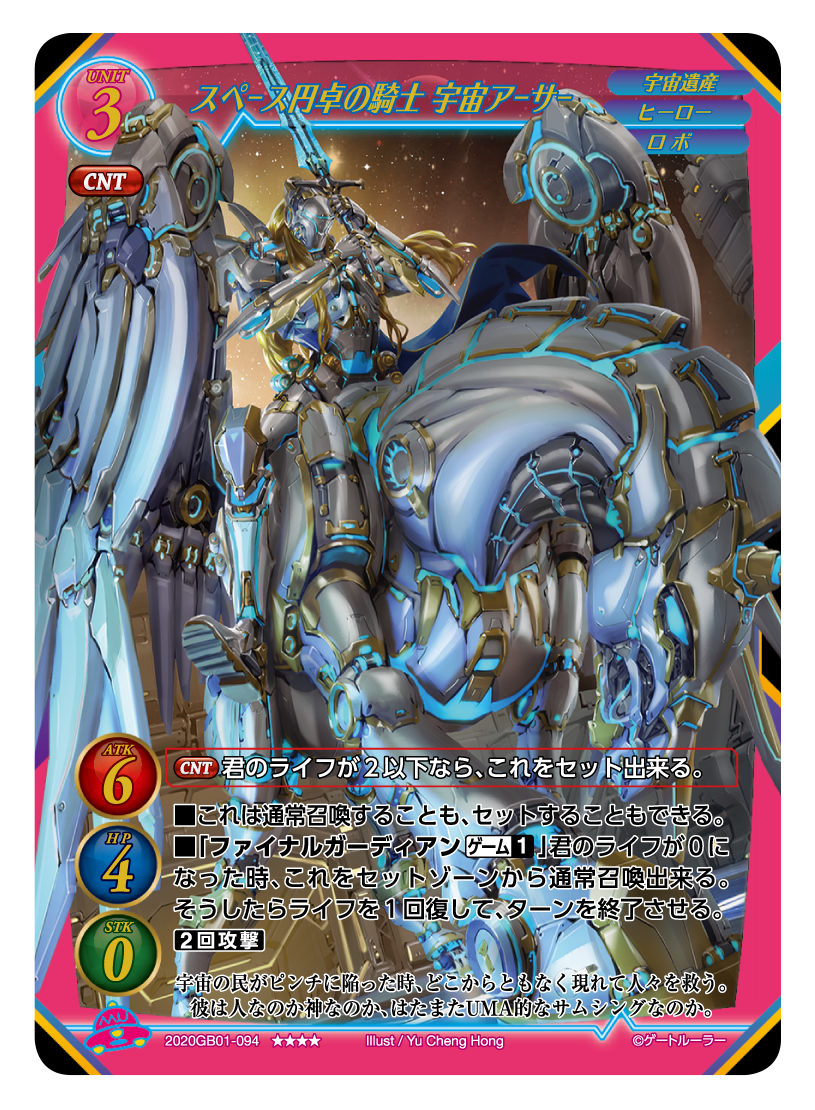 UNIT
3
スペース円卓の騎士 宇宙アーサー
宇宙遺産
ヒーロー
ロボ
CNT
ATK
6
HP
4
STK
0
CNT 君のライフが2以下なら、これをセット出来る。
■これは通常召喚することも、セットすることもできる。
■「ファイナルガーディアン ゲーム1」君のライフが0に
なった時、これをセットゾーンから通常召喚出来る。
そうしたらライフを1回復して、ターンを終了させる。
2回攻撃
宇宙の民がピンチに陥った時、どこからともなく現れて人々を救う。
彼は人なのか神なのか、はたまたUMA的なサムシングなのか。
MU
2020GB01-094 ★★★★ Illust / Yu Cheng Hong ©ゲートルーラー